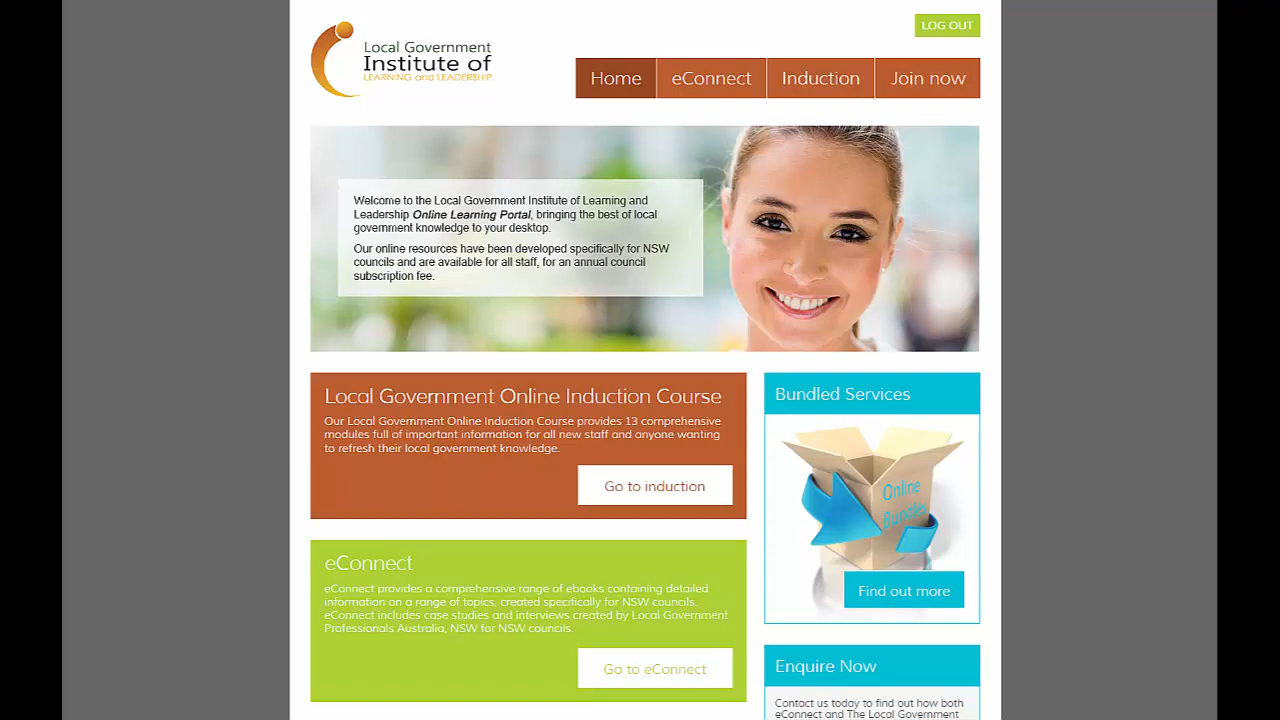 LOG OUT
Local Government
Institute of
LEARNING and LEADERSHIP
Home eConnect Induction Join now
Welcome to the Local Government Institute of Learning and
Leadership Online Learning Portal, bringing the best of local
government knowledge to your desktop.
Our online resources have been developed specifically for NSW
councils and are available for all staff, for an annual council
subscription fee.
Local Government Online Induction Course
Our Local Government Online Induction Course provides 13 comprehensive
modules full of important information for all new staff and anyone wanting
to refresh their local government knowledge.
Go to induction
Bundled Services
Online
Bundles
Find out more
eConnect
eConnect provides a comprehensive range of ebooks containing detailed
information on a range of topics, created specifically for NSW councils.
eConnect includes case studies and interviews created by Local Government
Professionals Australia, NSW for NSW councils.
Go to eConnect
Enquire Now
Contact us today to find out how both
eConnect and The Local Government